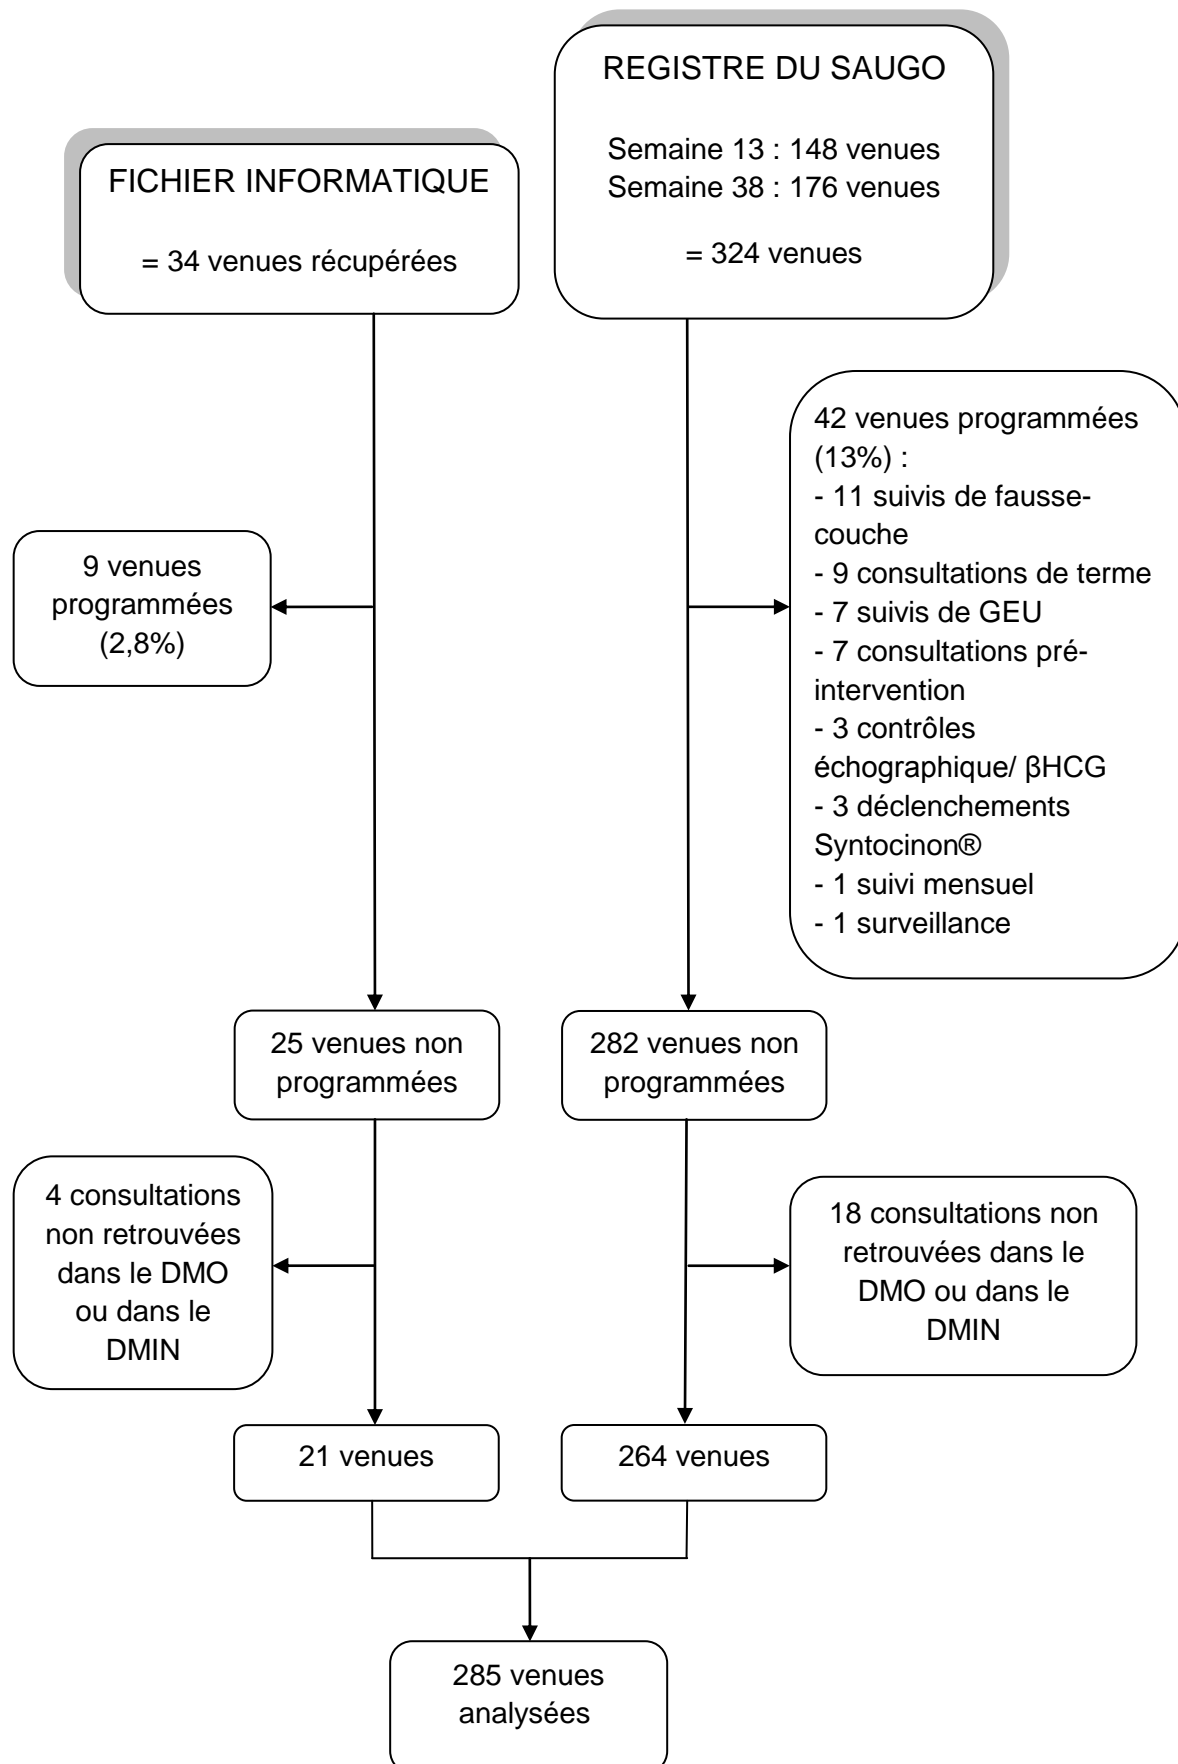 REGISTRE DU SAUGO
Semaine 13 : 148 venues
Semaine 38 : 176 venues
= 324 venues
FICHIER INFORMATIQUE
= 34 venues récupérées
42 venues programmées
(13%) :
- 11 suivis de fausse-
couche
- 9 consultations de terme
- 7 suivis de GEU
- 7 consultations pré-
intervention
- 3 contrôles
échographique/ βHCG
- 3 déclenchements
Syntocinon®
- 1 suivi mensuel
- 1 surveillance
9 venues
programmées
(2,8%)
25 venues non
programmées
282 venues non
programmées
4 consultations
non retrouvées
dans le DMO
ou dans le
DMIN
18 consultations non
retrouvées dans le
DMO ou dans le
DMIN
21 venues
264 venues
285 venues
analysées